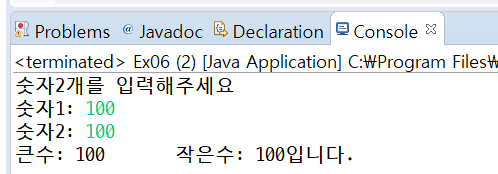 Problems @ Javadoc Declaration Console
<terminated> Ex06 (2) [Java Application] C:₩Program Files₩
숫자2개를 입력해주세요
숫자1: 100
숫자2: 100
큰수: 100 작은수: 100입니다.